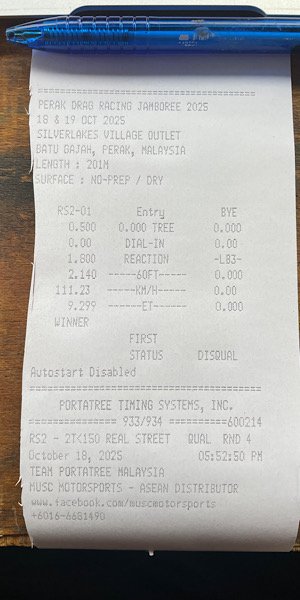 ==========================================
PERAK DRAG RACING JAMBOREE 2025
18 & 19 OCT 2025
SILVERLAKES VILLAGE OUTLET
BATU GAJAH, PERAK, MALAYSIA
LENGTH : 201M
SURFACE : NO-PREP / DRY
RS2-01 Entry BYE
0.500 0.000 TREE 0.000
0.00 DIAL-IN 0.00
1.800 REACTION -LB3-
2.140 -----60FT----- 0.000
111.23 -----KM/H----- 0.00
9.299 ------ET------ 0.000
WINNER
FIRST
STATUS DISQUAL
Autostart Disabled
==========================================
PORTATREE TIMING SYSTEMS, INC.
============== 933/934 ==========600214
RS2 - 2T<150 REAL STREET QUAL RND 4
October 18, 2025 05:52:50 PM
TEAM PORTATREE MALAYSIA
MUSC MOTORSPORTS - ASEAN DISTRIBUTOR
www.facebook.com/muscmotorsports
+6016-6681490